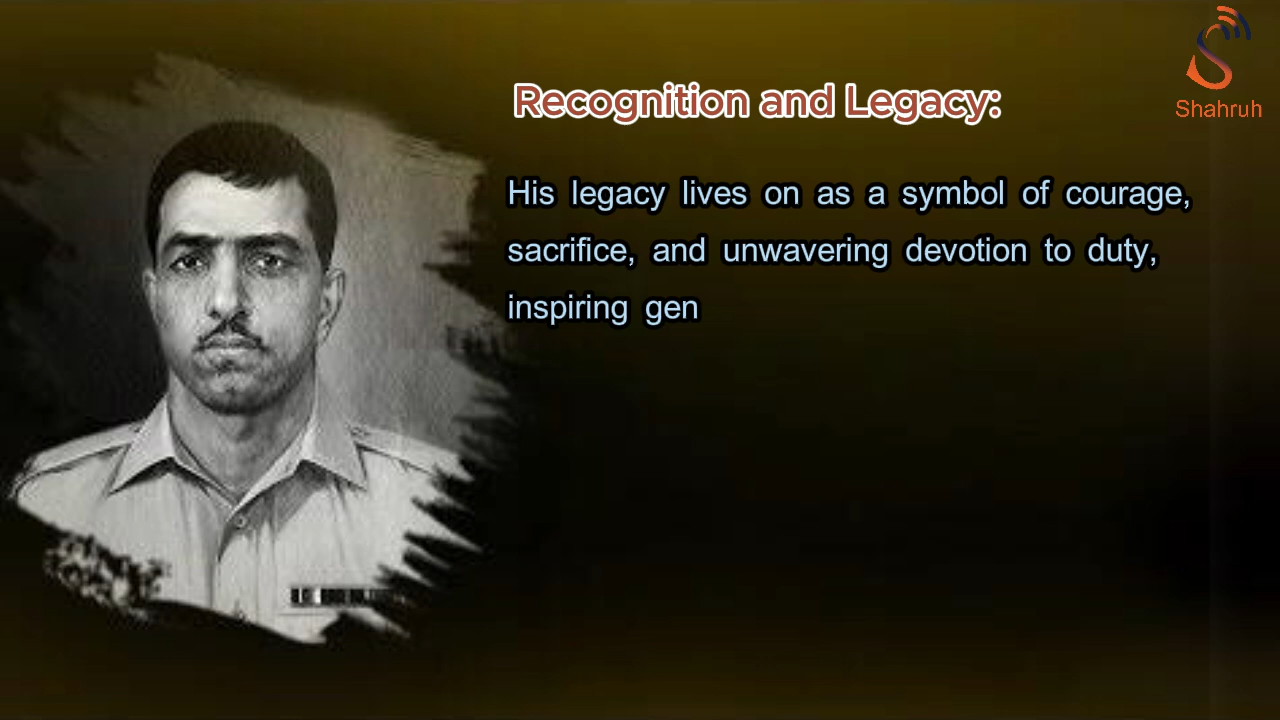 Shahruh
Recognition and Legacy:
His legacy lives on as a symbol of courage,
sacrifice, and unwavering devotion to duty,
inspiring gen